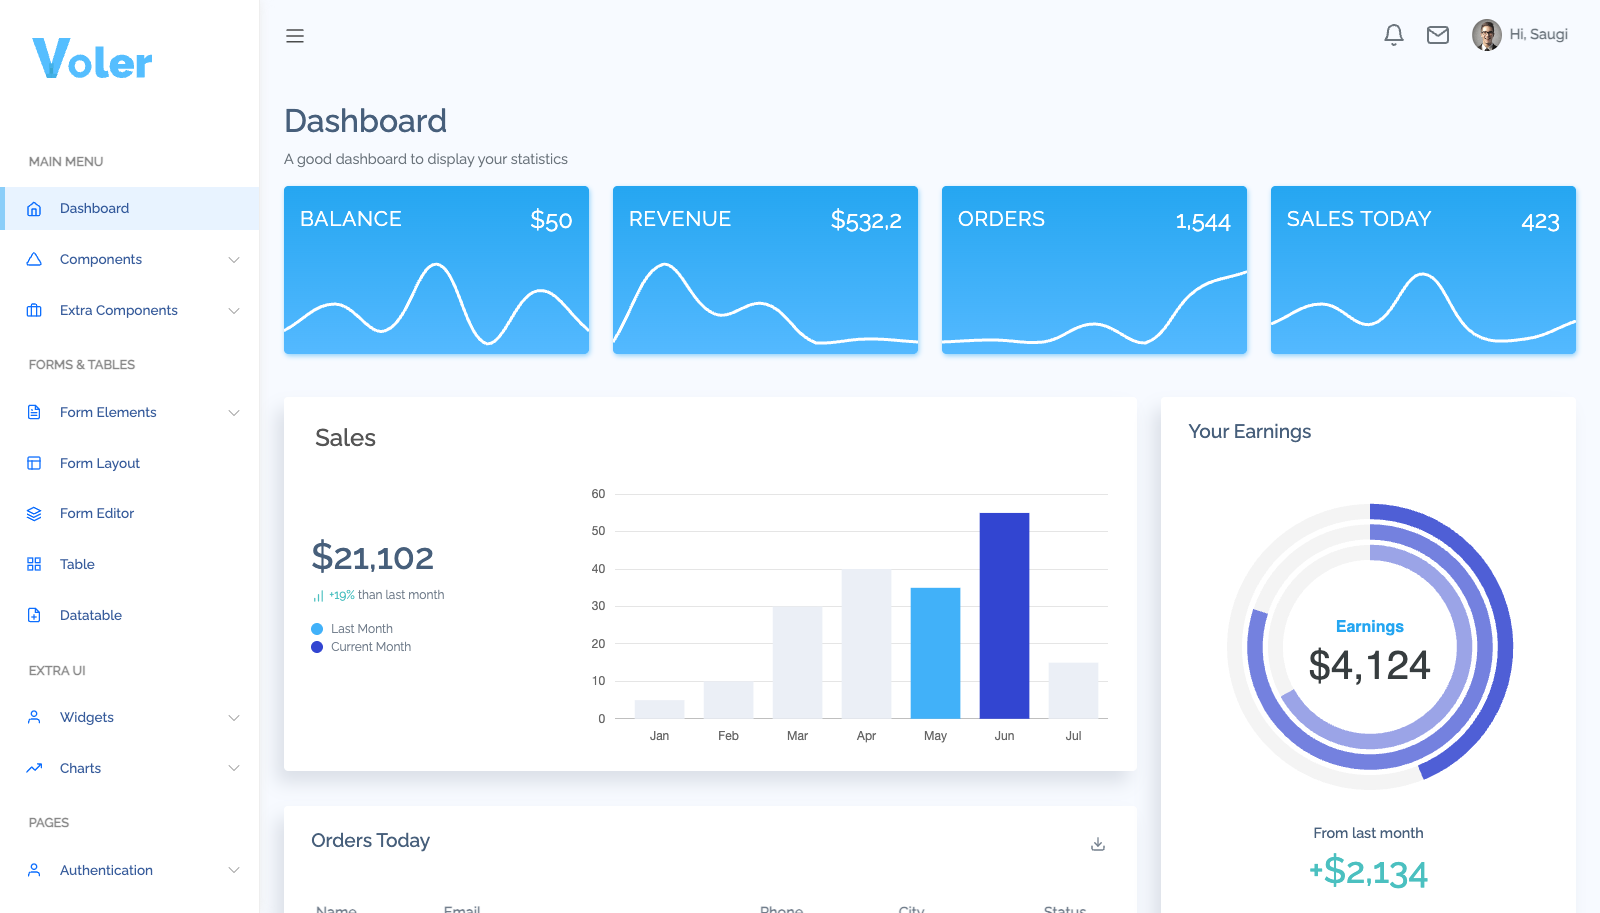 Voler
Hi, Saugi
MAIN MENU
Dashboard
Components
Extra Components
FORMS & TABLES
Form Elements
Form Layout
Form Editor
Table
Datatable
EXTRA UI
Widgets
Charts
PAGES
Authentication
Dashboard
A good dashboard to display your statistics
BALANCE $50
REVENUE $532,2
ORDERS 1,544
SALES TODAY 423
Sales
$21,102
+19% than last month
Last Month
Current Month
60
50
40
30
20
10
0
Jan Feb Mar Apr May Jun Jul
Your Earnings
Earnings
$4,124
From last month
+$2,134
Orders Today
Name Email Phone City Status